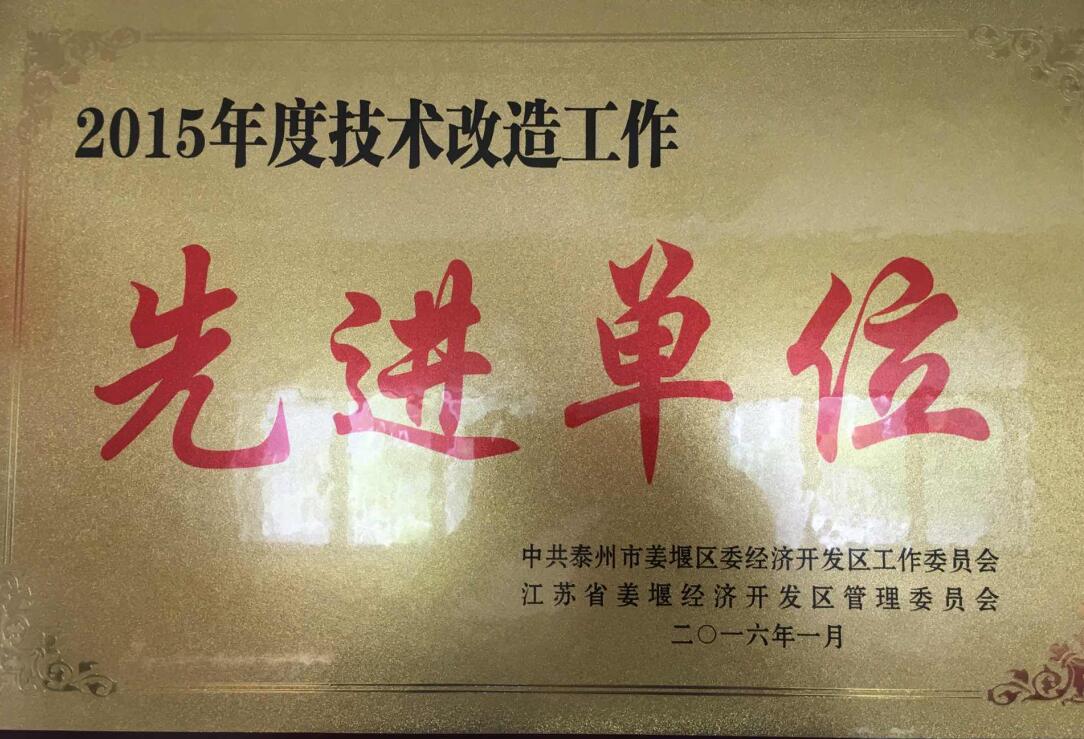 2015年度技术改造工作
先进单位
中共泰州市姜堰区委经济开发区工作委员会
江苏省姜堰经济开发区管理委员会
二〇一六年一月